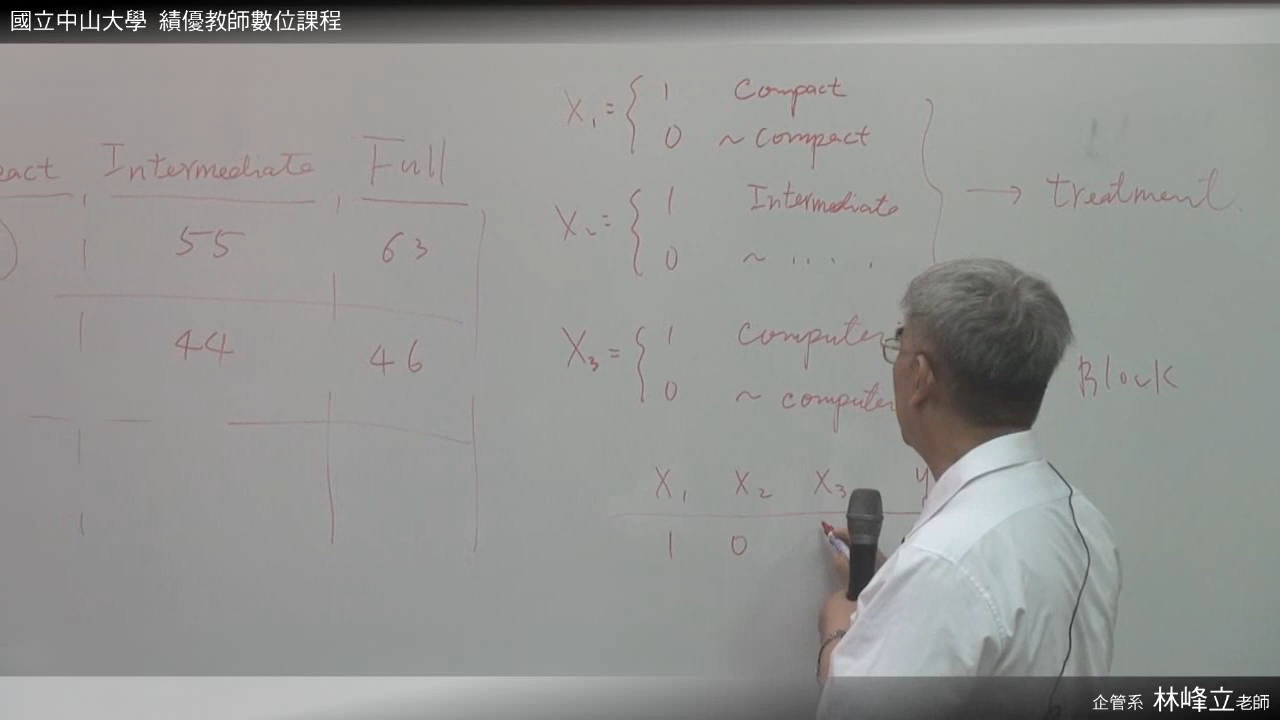 國立中山大學 績優教師數位課程
Intermediate Full
55 63
44 46
X₁ = { 1 Compact
0 ~ Compact
X₂ = { 1 Intermediate
0 ~ .....
→ treatment
X₃ = { 1 computer
0 ~ computer
Block
X₁ X₂ X₃ y
1 0
企管系 林峰立老師